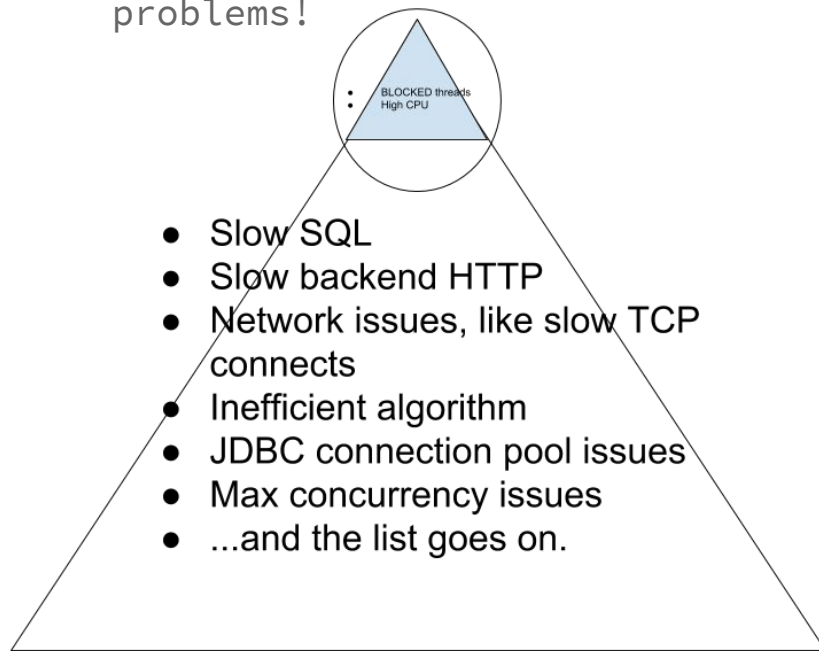 problems!
● BLOCKED threads
● High CPU
● Slow SQL
● Slow backend HTTP
● Network issues, like slow TCP
connects
● Inefficient algorithm
● JDBC connection pool issues
● Max concurrency issues
● ...and the list goes on.